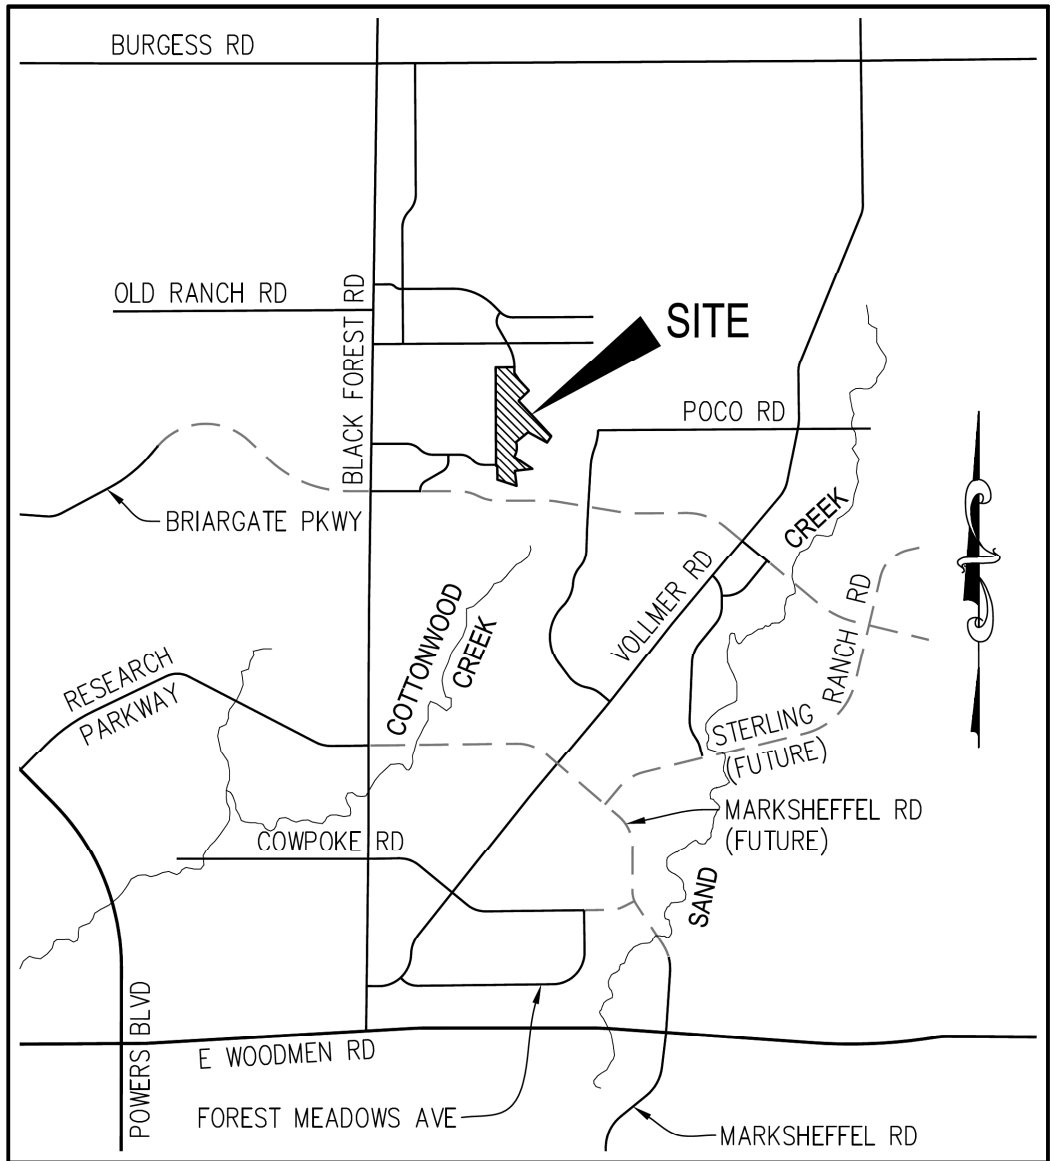 BURGESS RD
OLD RANCH RD
BLACK FOREST RD
SITE
POCO RD
BRIARGATE PKWY
CREEK
VOLLMER RD
COTTONWOOD
CREEK
RANCH RD
RESEARCH
PARKWAY
STERLING
(FUTURE)
MARKSHEFFEL RD
(FUTURE)
COWPOKE RD
SAND
POWERS BLVD
E WOODMEN RD
FOREST MEADOWS AVE
MARKSHEFFEL RD